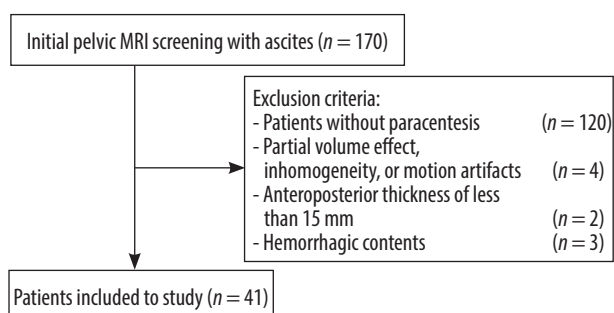 Initial pelvic MRI screening with ascites (n = 170)
Exclusion criteria:
- Patients without paracentesis (n = 120)
- Partial volume effect,
inhomogeneity, or motion artifacts (n = 4)
- Anteroposterior thickness of less
than 15 mm (n = 2)
- Hemorrhagic contents (n = 3)
Patients included to study (n = 41)